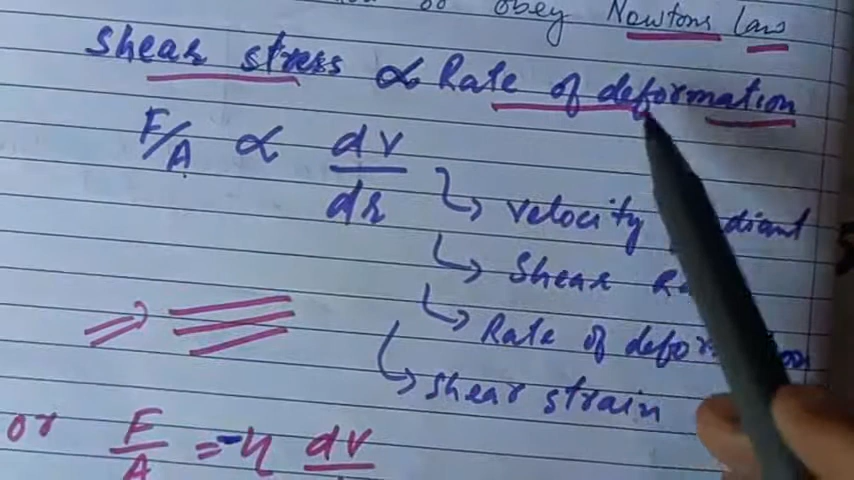 obey Newtons Law
Shear stress ∝ Rate of deformation
F/A ∝ dv/dr
velocity
Shear
Rate of
shear strain
or F/A = -η dv